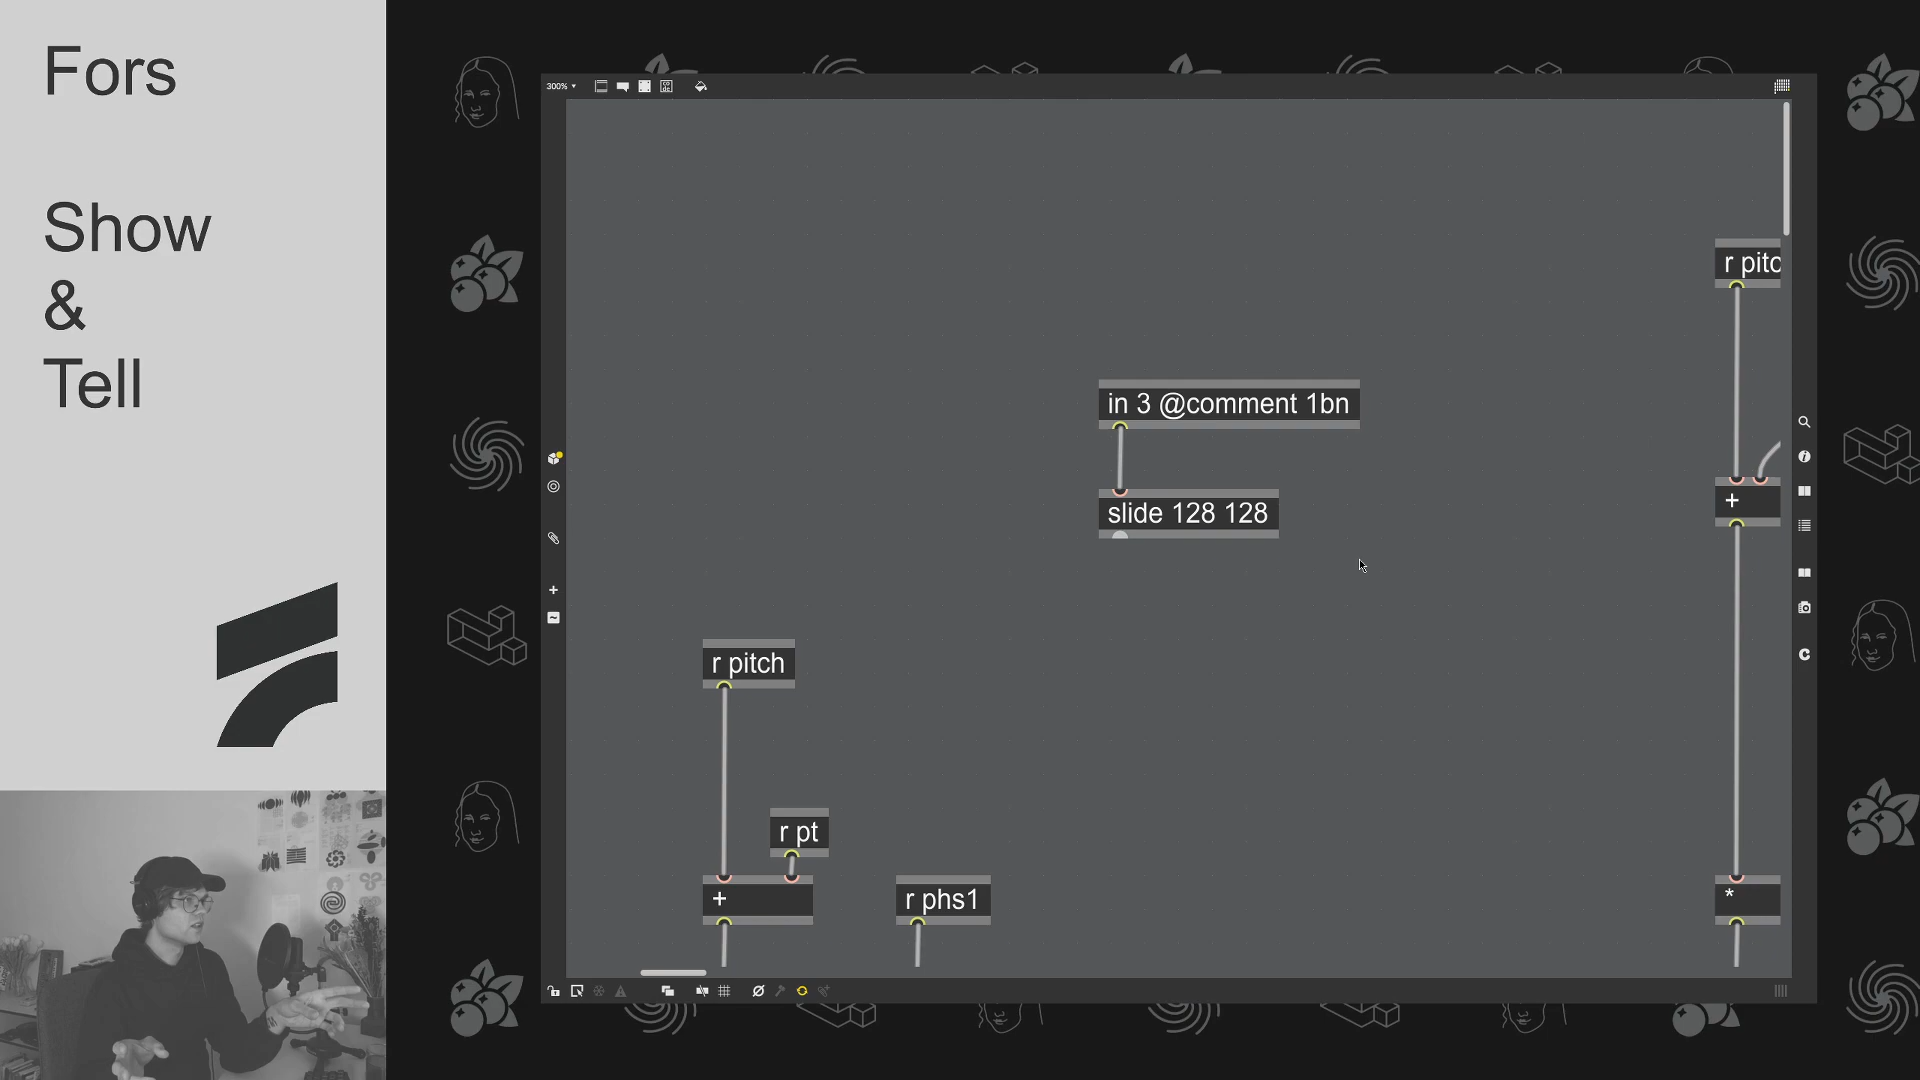 Fors
Show
&
Tell
300%
r pitc
in 3 @comment 1bn
slide 128 128
+
r pitch
r pt
+
r phs1
*